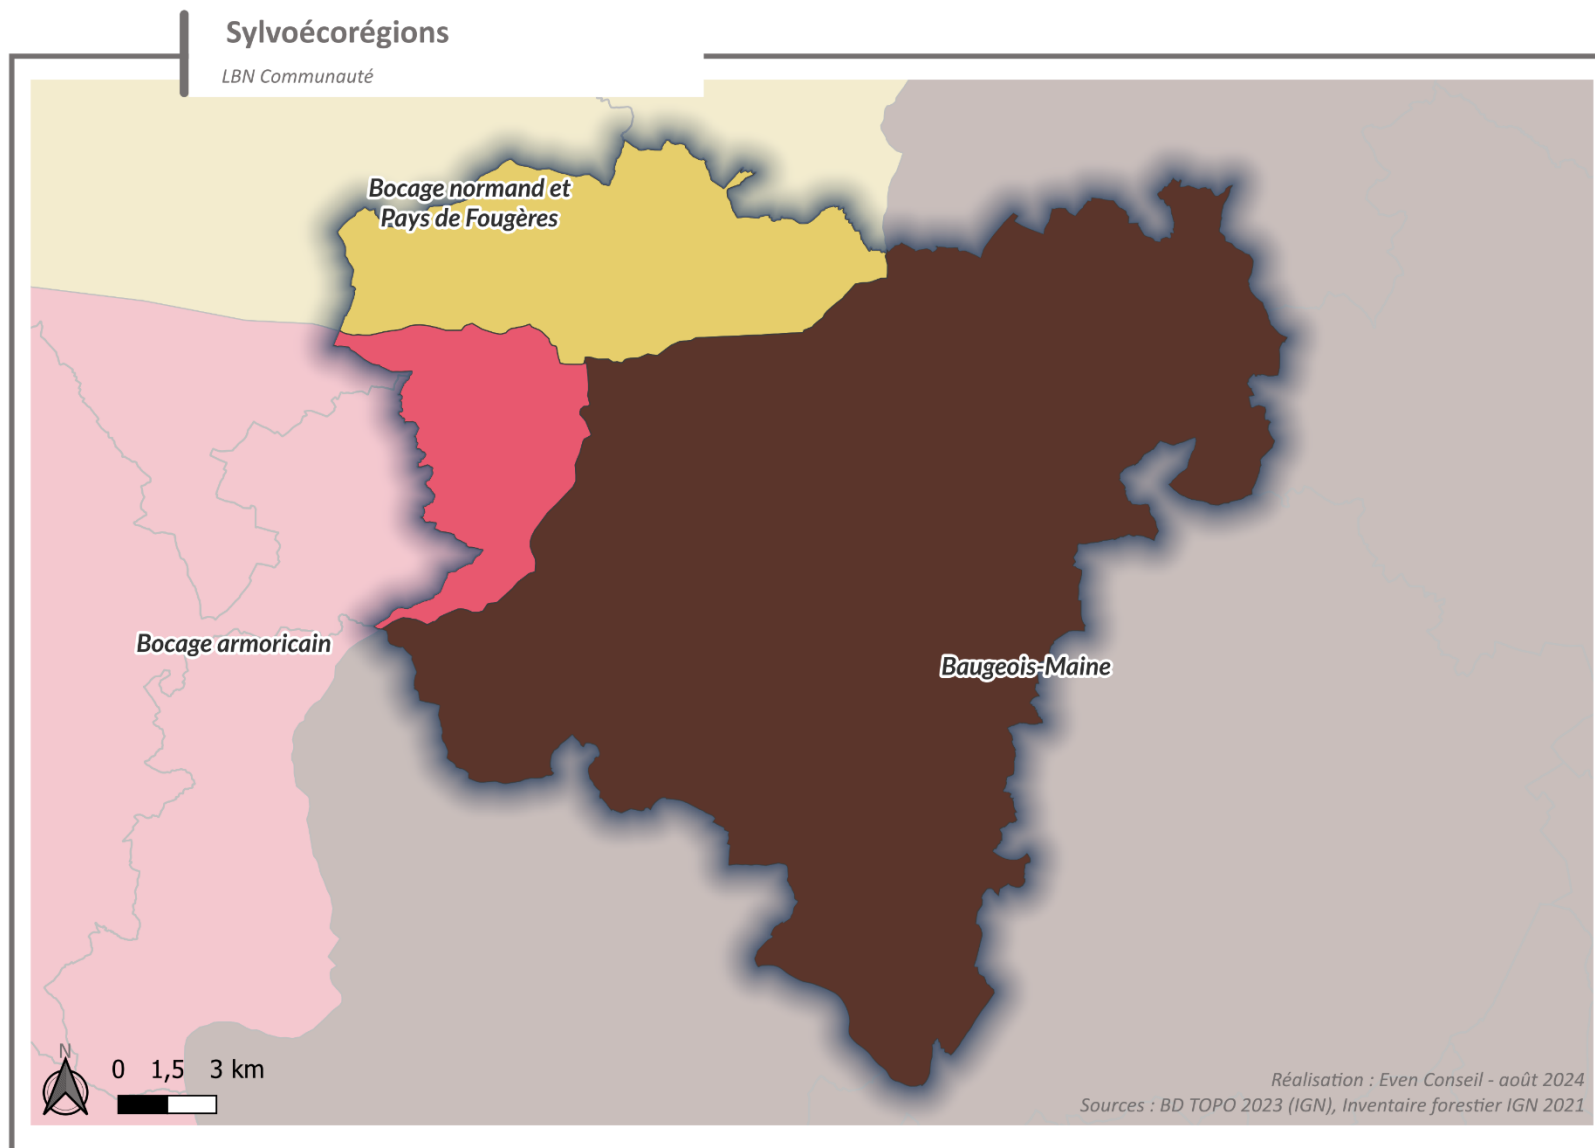 Sylvoécorégions
LBN Communauté
Bocage normand et
Pays de Fougères
Bocage armoricain
Baugeois-Maine
N
0 1,5 3 km
Réalisation : Even Conseil - août 2024
Sources : BD TOPO 2023 (IGN), Inventaire forestier IGN 2021